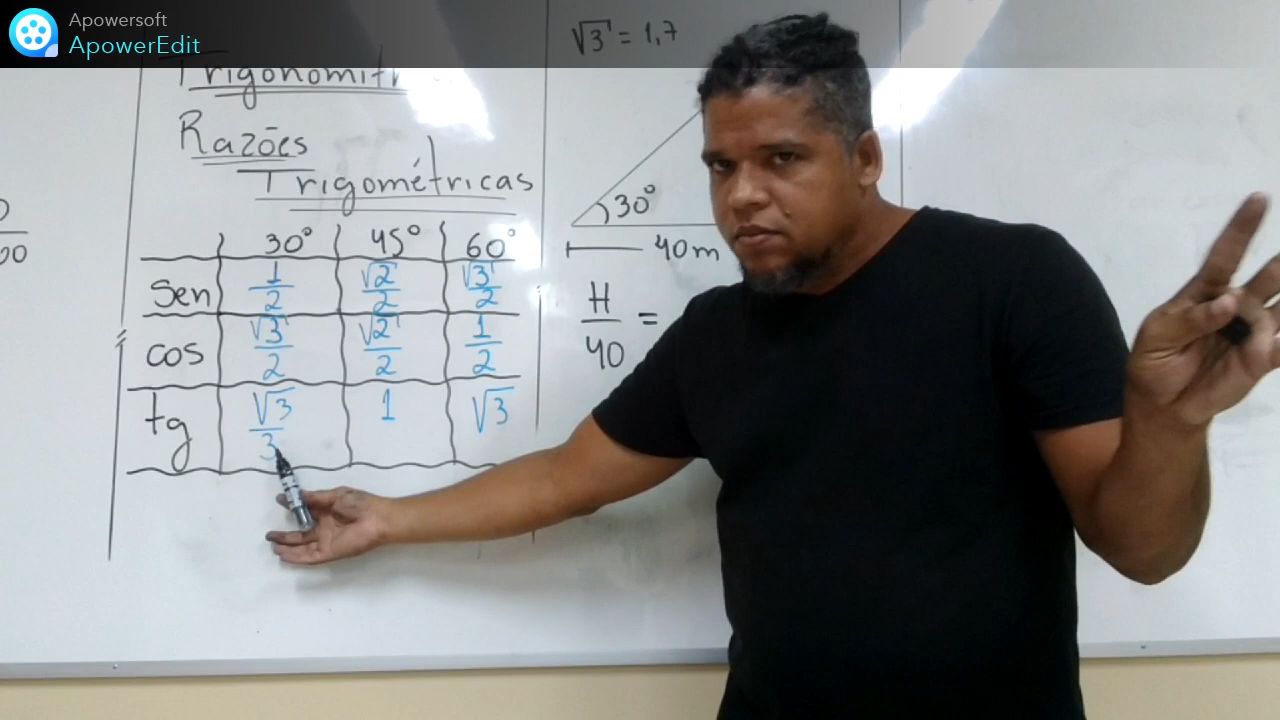 Apowersoft
ApowerEdit
Razões
Trigométricas
30° 45° 60°
Sen 1/2 √2/2 √3/2
cos √3/2 √2/2 1/2
tg √3/3 1 √3
√3 = 1,7
30°
40m
H/40 =